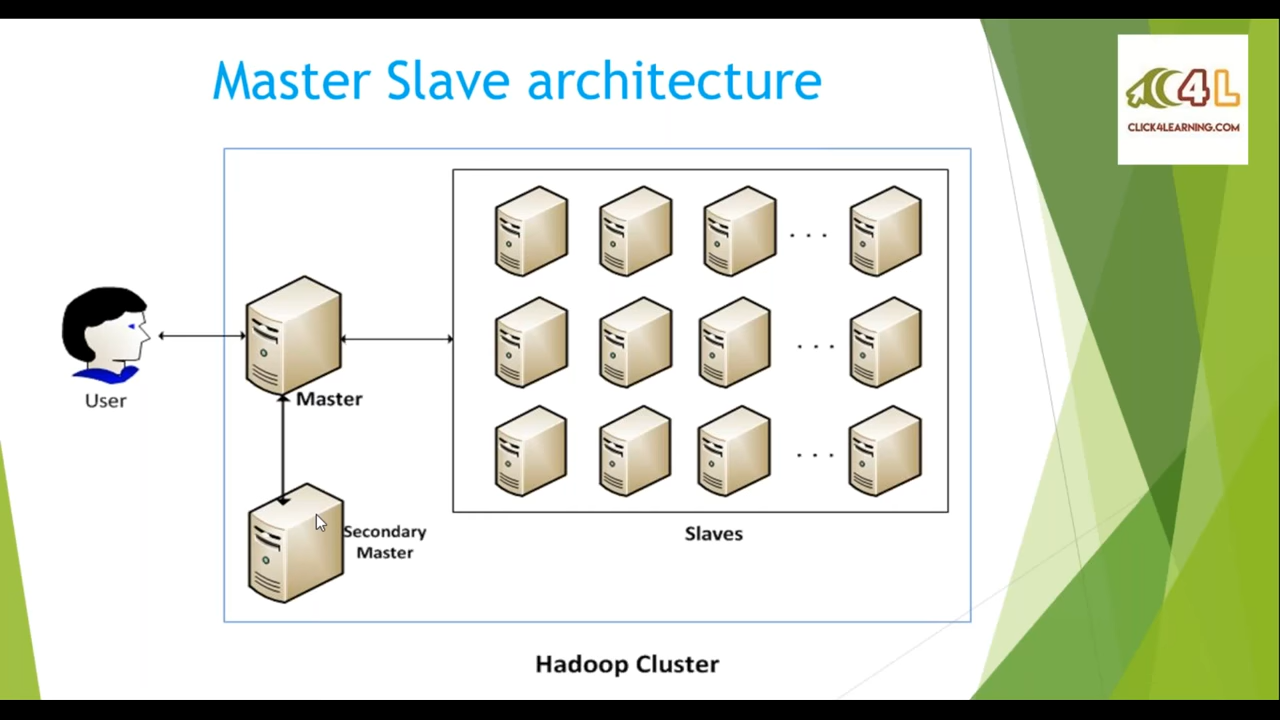 Master Slave architecture
C4L
CLICK4LEARNING.COM
User
Master
Secondary
Master
Slaves
Hadoop Cluster